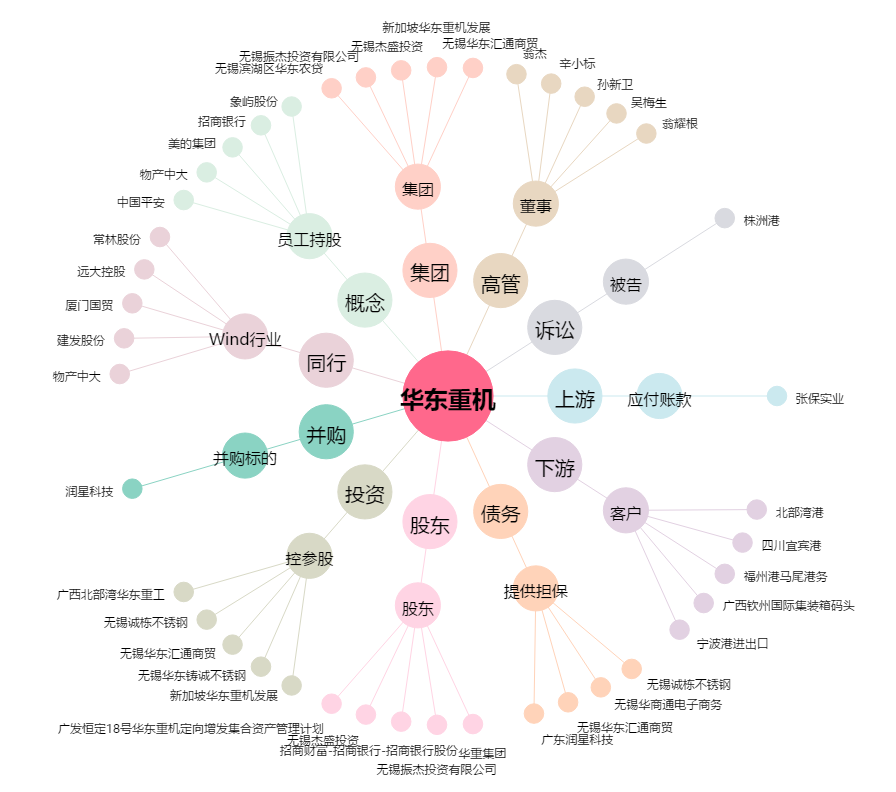 新加坡华东重机发展
无锡杰盛投资
无锡华东汇通商贸
无锡振杰投资有限公司
无锡滨湖区华东农贷
翁杰
辛小标
孙新卫
吴梅生
翁耀根
象屿股份
招商银行
美的集团
物产中大
中国平安
集团
董事
员工持股
常林股份
远大控股
厦门国贸
建发股份
物产中大
株洲港
被告
集团
高管
概念
诉讼
Wind行业
同行
华东重机
上游
应付账款
张保实业
并购
并购标的
润星科技
下游
客户
北部湾港
四川宜宾港
福州港马尾港务
广西钦州国际集装箱码头
宁波港进出口
投资
股东
债务
控参股
股东
提供担保
广西北部湾华东重工
无锡诚栋不锈钢
无锡华东汇通商贸
无锡华东铸诚不锈钢
新加坡华东重机发展
无锡诚栋不锈钢
无锡华商通电子商务
无锡华东汇通商贸
广东润星科技
广发恒定18号华东重机定向增发集合资产管理计划
无锡杰盛投资
招商财富-招商银行-招商银行股份
华重集团
无锡振杰投资有限公司